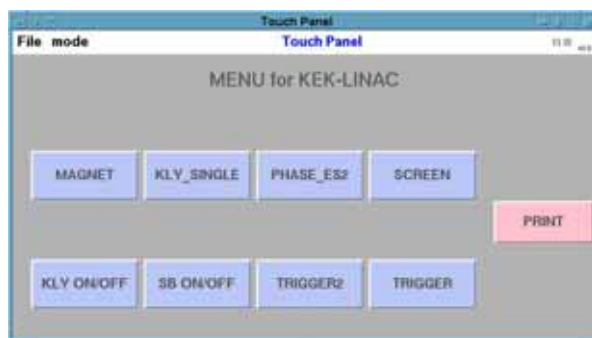 Touch Panel
File mode Touch Panel
MENU for KEK-LINAC
MAGNET KLY_SINGLE PHASE_ES2 SCREEN
PRINT
KLY ON/OFF SB ON/OFF TRIGGER2 TRIGGER